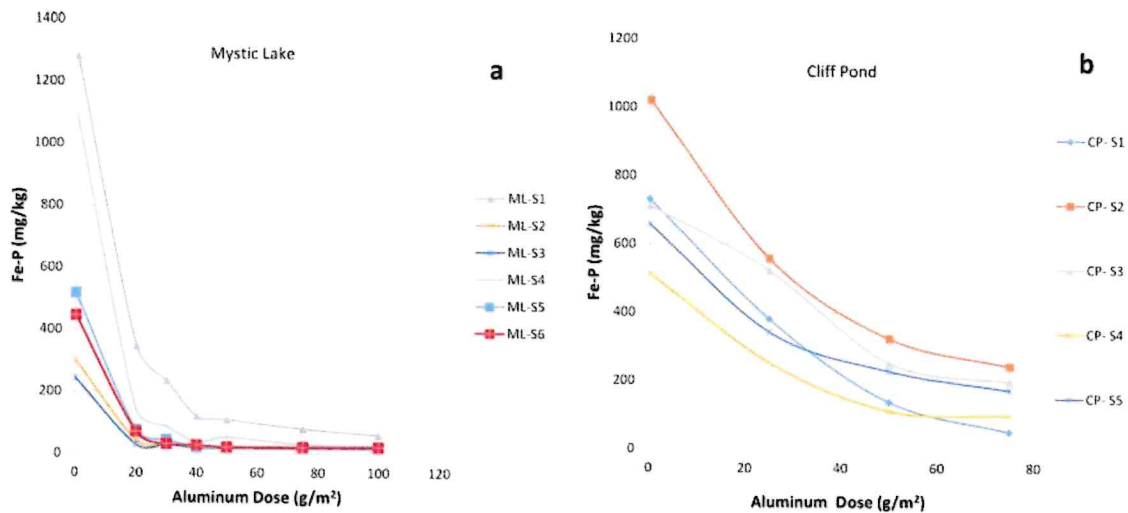 Mystic Lake
a
Fe-P (mg/kg)
1400
1200
1000
800
600
400
200
0
0 20 40 60 80 100 120
Aluminum Dose (g/m²)
ML-S1
ML-S2
ML-S3
ML-S4
ML-S5
ML-S6
Cliff Pond
b
Fe-P (mg/kg)
1200
1000
800
600
400
200
0
0 20 40 60 80
Aluminum Dose (g/m²)
CP- S1
CP- S2
CP- S3
CP- S4
CP- S5